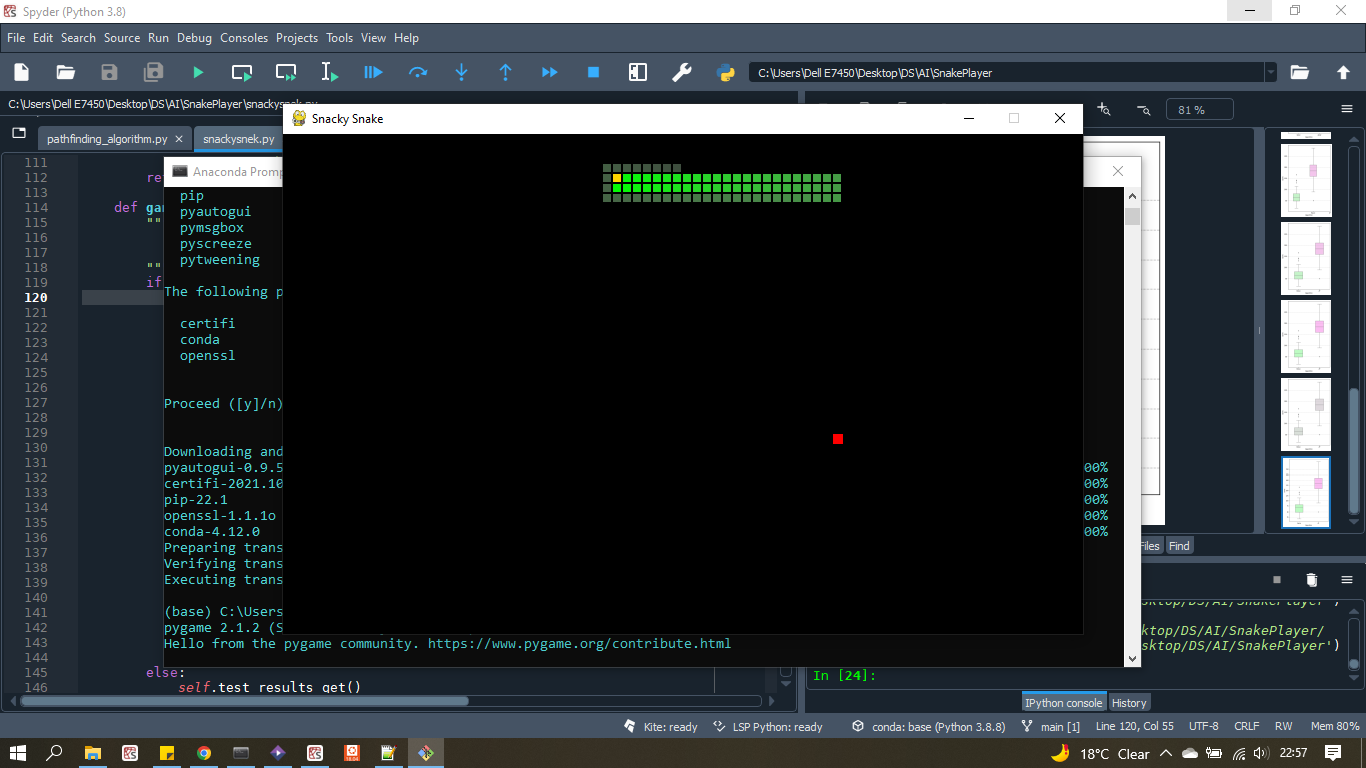 Spyder (Python 3.8)
File Edit Search Source Run Debug Consoles Projects Tools View Help
C:\Users\Dell E7450\Desktop\DS\AI\SnakePlayer
C:\Users\Dell E7450\Desktop\DS\AI\SnakePlayer\snackysnek.py
81 %
Snacky Snake
pathfinding_algorithm.py
snackysnek.py
111
112 re
113
114 def ga
115 ""
116
117
118 ""
119 if
120
121
122
123
124
125
126
127
128
129
130
131
132
133
134
135
136
137
138
139
140
141
142
143
144
145 else:
146 self.test_results_get()
Anaconda Promp
pip
pyautogui
pymsgbox
pyscreeze
pytweening
The following p
certifi
conda
openssl
Proceed ([y]/n)
Downloading and
pyautogui-0.9.5 00%
certifi-2021.10 00%
pip-22.1 00%
openssl-1.1.1o 00%
conda-4.12.0 00%
Preparing trans
Verifying trans
Executing trans
(base) C:\Users
pygame 2.1.2 (S
Hello from the pygame community. https://www.pygame.org/contribute.html
Files Find
sktop/DS/AI/SnakePlayer')
ktop/DS/AI/SnakePlayer/
sktop/DS/AI/SnakePlayer')
In [24]:
IPython console History
Kite: ready LSP Python: ready conda: base (Python 3.8.8) main [1] Line 120, Col 55 UTF-8 CRLF RW Mem 80%
18°C Clear 22:57